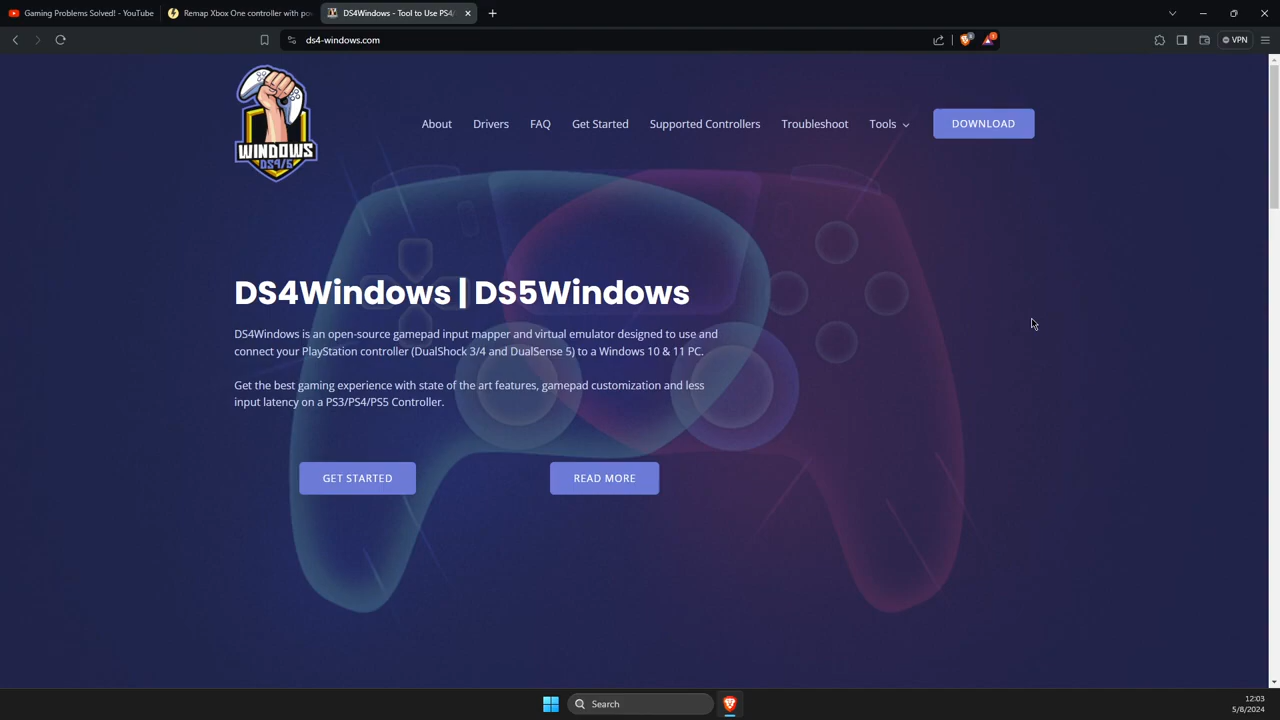 Gaming Problems Solved! - YouTube
Remap Xbox One controller with po
DS4Windows - Tool to Use PS4/
ds4-windows.com
VPN
WINDOWS
DS4/5
About
Drivers
FAQ
Get Started
Supported Controllers
Troubleshoot
Tools
DOWNLOAD
DS4Windows | DS5Windows
DS4Windows is an open-source gamepad input mapper and virtual emulator designed to use and
connect your PlayStation controller (DualShock 3/4 and DualSense 5) to a Windows 10 & 11 PC.
Get the best gaming experience with state of the art features, gamepad customization and less
input latency on a PS3/PS4/PS5 Controller.
GET STARTED
READ MORE
Search
12:03
5/8/2024